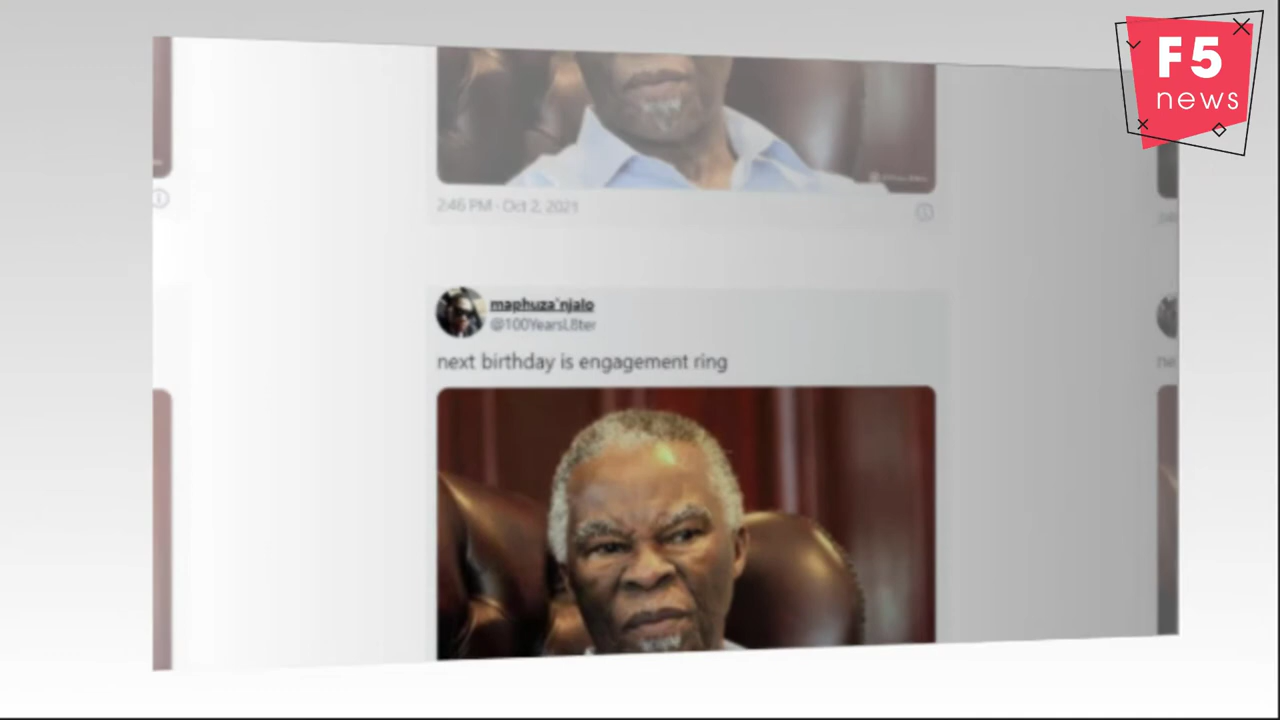 F5
news
2:46 PM · Oct 2, 2021
maphuza`njalo
@100YearsL8ter
next birthday is engagement ring